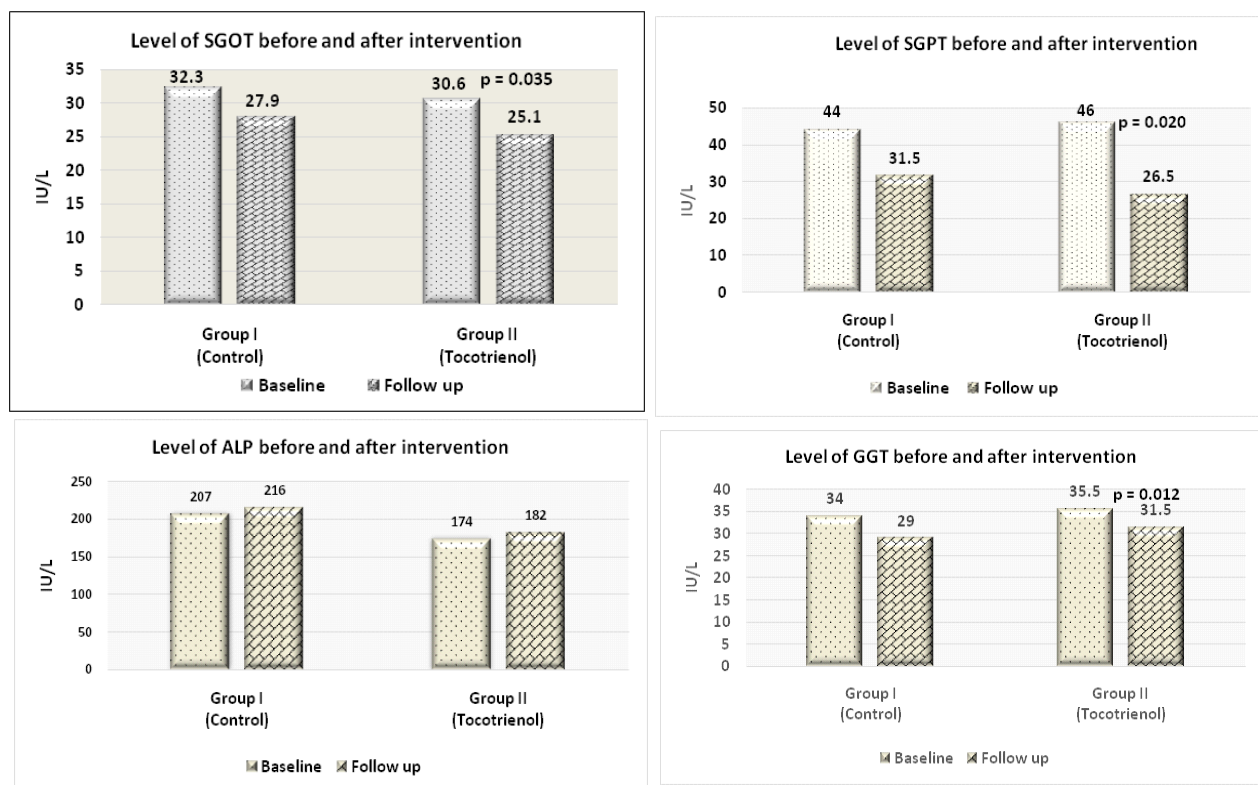 Level of SGOT before and after intervention
35
30
25
20
15
10
5
0
IU/L
32.3
27.9
30.6
p = 0.035
25.1
Group I
(Control)
Group II
(Tocotrienol)
Baseline
Follow up
Level of SGPT before and after intervention
50
40
30
20
10
0
IU/L
44
31.5
46
p = 0.020
26.5
Group I
(Control)
Group II
(Tocotrienol)
Baseline
Follow up
Level of ALP before and after intervention
250
200
150
100
50
0
IU/L
207
216
174
182
Group I
(Control)
Group II
(Tocotrienol)
Baseline
Follow up
Level of GGT before and after intervention
40
35
30
25
20
15
10
5
0
IU/L
34
29
35.5
p = 0.012
31.5
Group I
(Control)
Group II
(Tocotrienol)
Baseline
Follow up